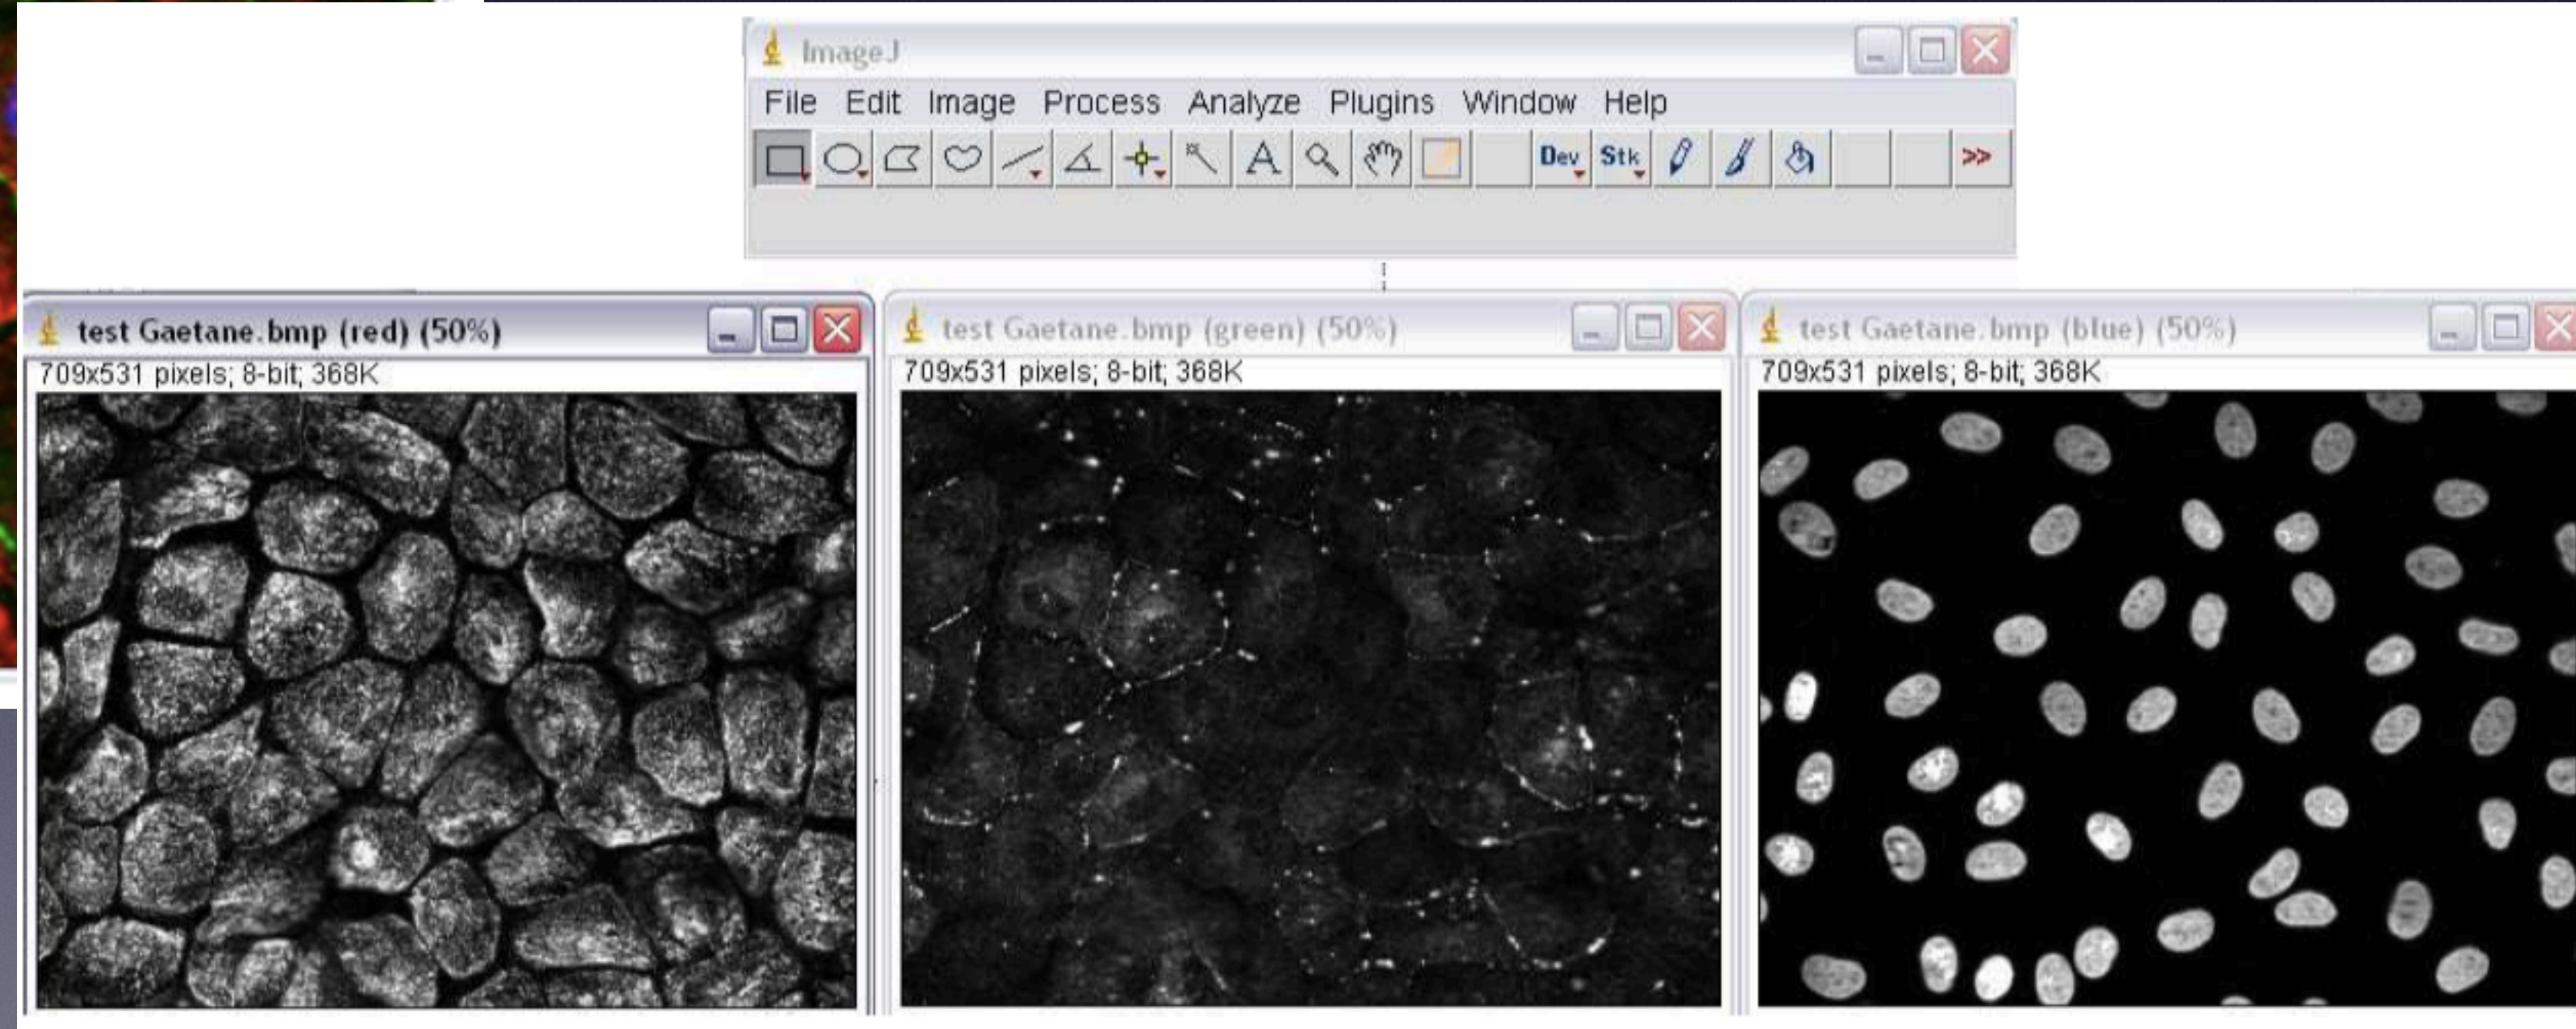 ImageJ
File Edit Image Process Analyze Plugins Window Help
A Dev Stk >>
test Gaetane.bmp (red) (50%)
709x531 pixels; 8-bit; 368K
test Gaetane.bmp (green) (50%)
709x531 pixels; 8-bit; 368K
test Gaetane.bmp (blue) (50%)
709x531 pixels; 8-bit; 368K